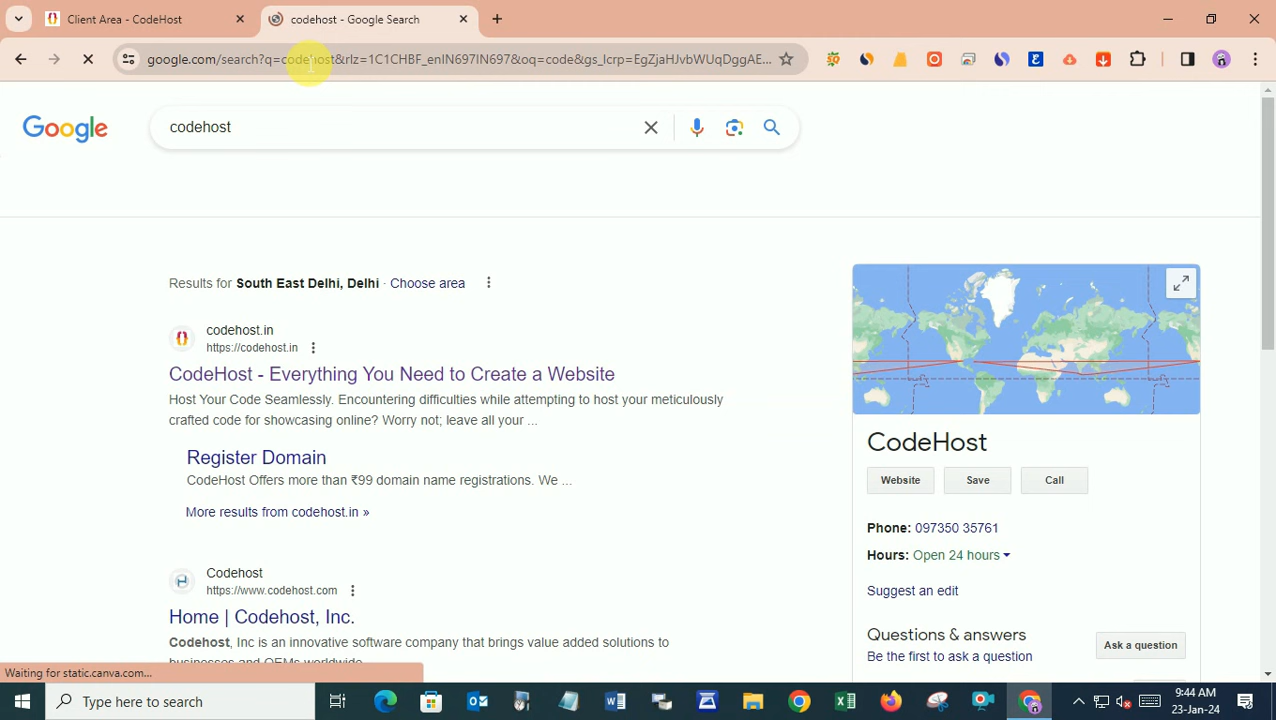 Client Area - CodeHost
codehost - Google Search
google.com/search?q=codehost&rlz=1C1CHBF_enIN697IN697&oq=code&gs_lcrp=EgZjaHJvbWUqDggAE...
Google
codehost
Results for South East Delhi, Delhi · Choose area
codehost.in
https://codehost.in
CodeHost - Everything You Need to Create a Website
Host Your Code Seamlessly. Encountering difficulties while attempting to host your meticulously
crafted code for showcasing online? Worry not; leave all your ...
Register Domain
CodeHost Offers more than ₹99 domain name registrations. We ...
More results from codehost.in »
Codehost
https://www.codehost.com
Home | Codehost, Inc.
Codehost, Inc is an innovative software company that brings value added solutions to
businesses and OEMs worldwide.
CodeHost
Website
Save
Call
Phone: 097350 35761
Hours: Open 24 hours
Suggest an edit
Questions & answers
Be the first to ask a question
Ask a question
Waiting for static.canva.com...
Type here to search
9:44 AM
23-Jan-24